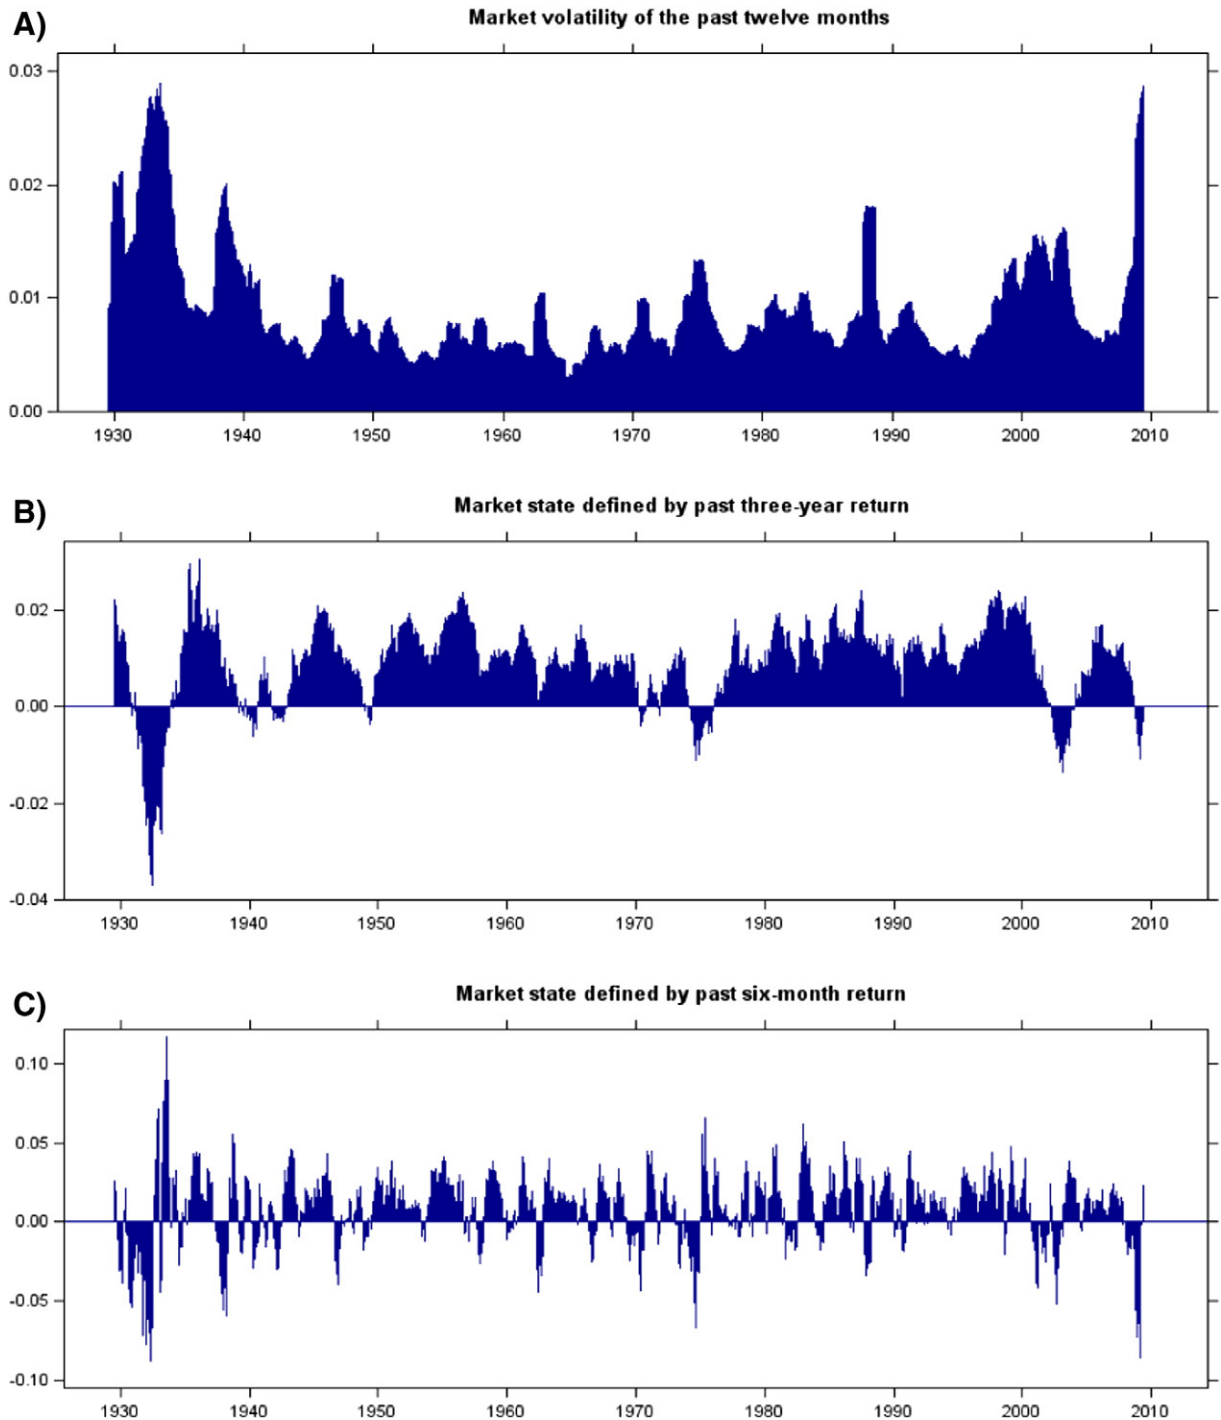 A)
Market volatility of the past twelve months
0.03
0.02
0.01
0.00
1930 1940 1950 1960 1970 1980 1990 2000 2010
B)
Market state defined by past three-year return
0.02
0.00
-0.02
-0.04
1930 1940 1950 1960 1970 1980 1990 2000 2010
C)
Market state defined by past six-month return
0.10
0.05
0.00
-0.05
-0.10
1930 1940 1950 1960 1970 1980 1990 2000 2010